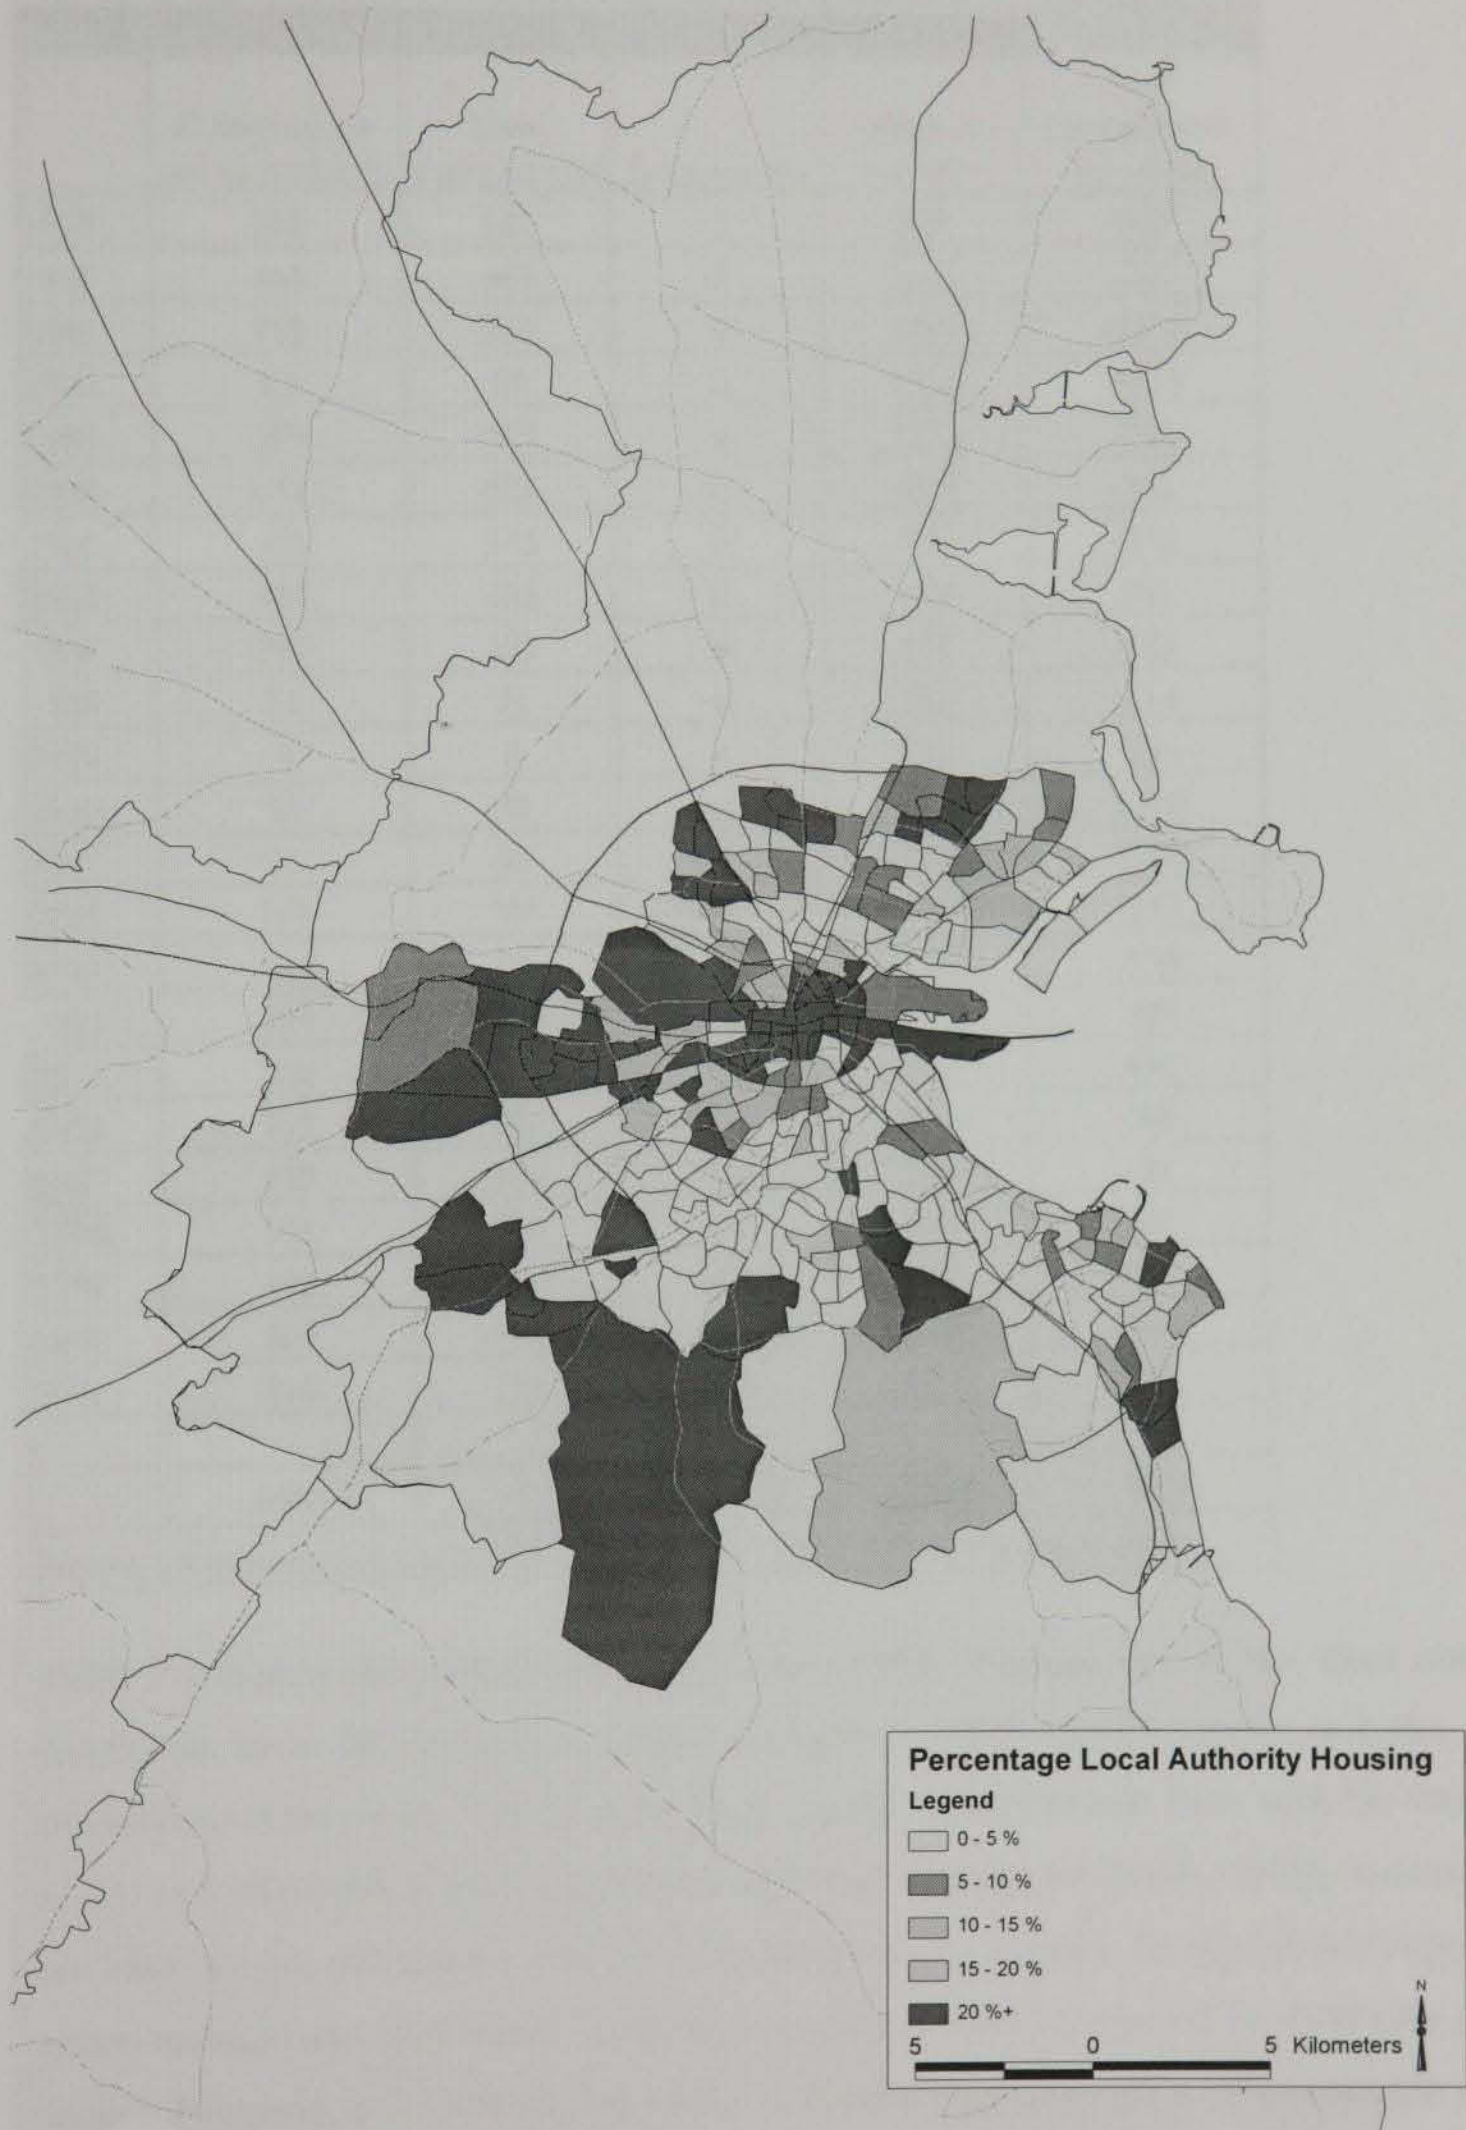 Percentage Local Authority Housing
Legend
0 - 5 %
5 - 10 %
10 - 15 %
15 - 20 %
20 %+
N
5 0 5 Kilometers